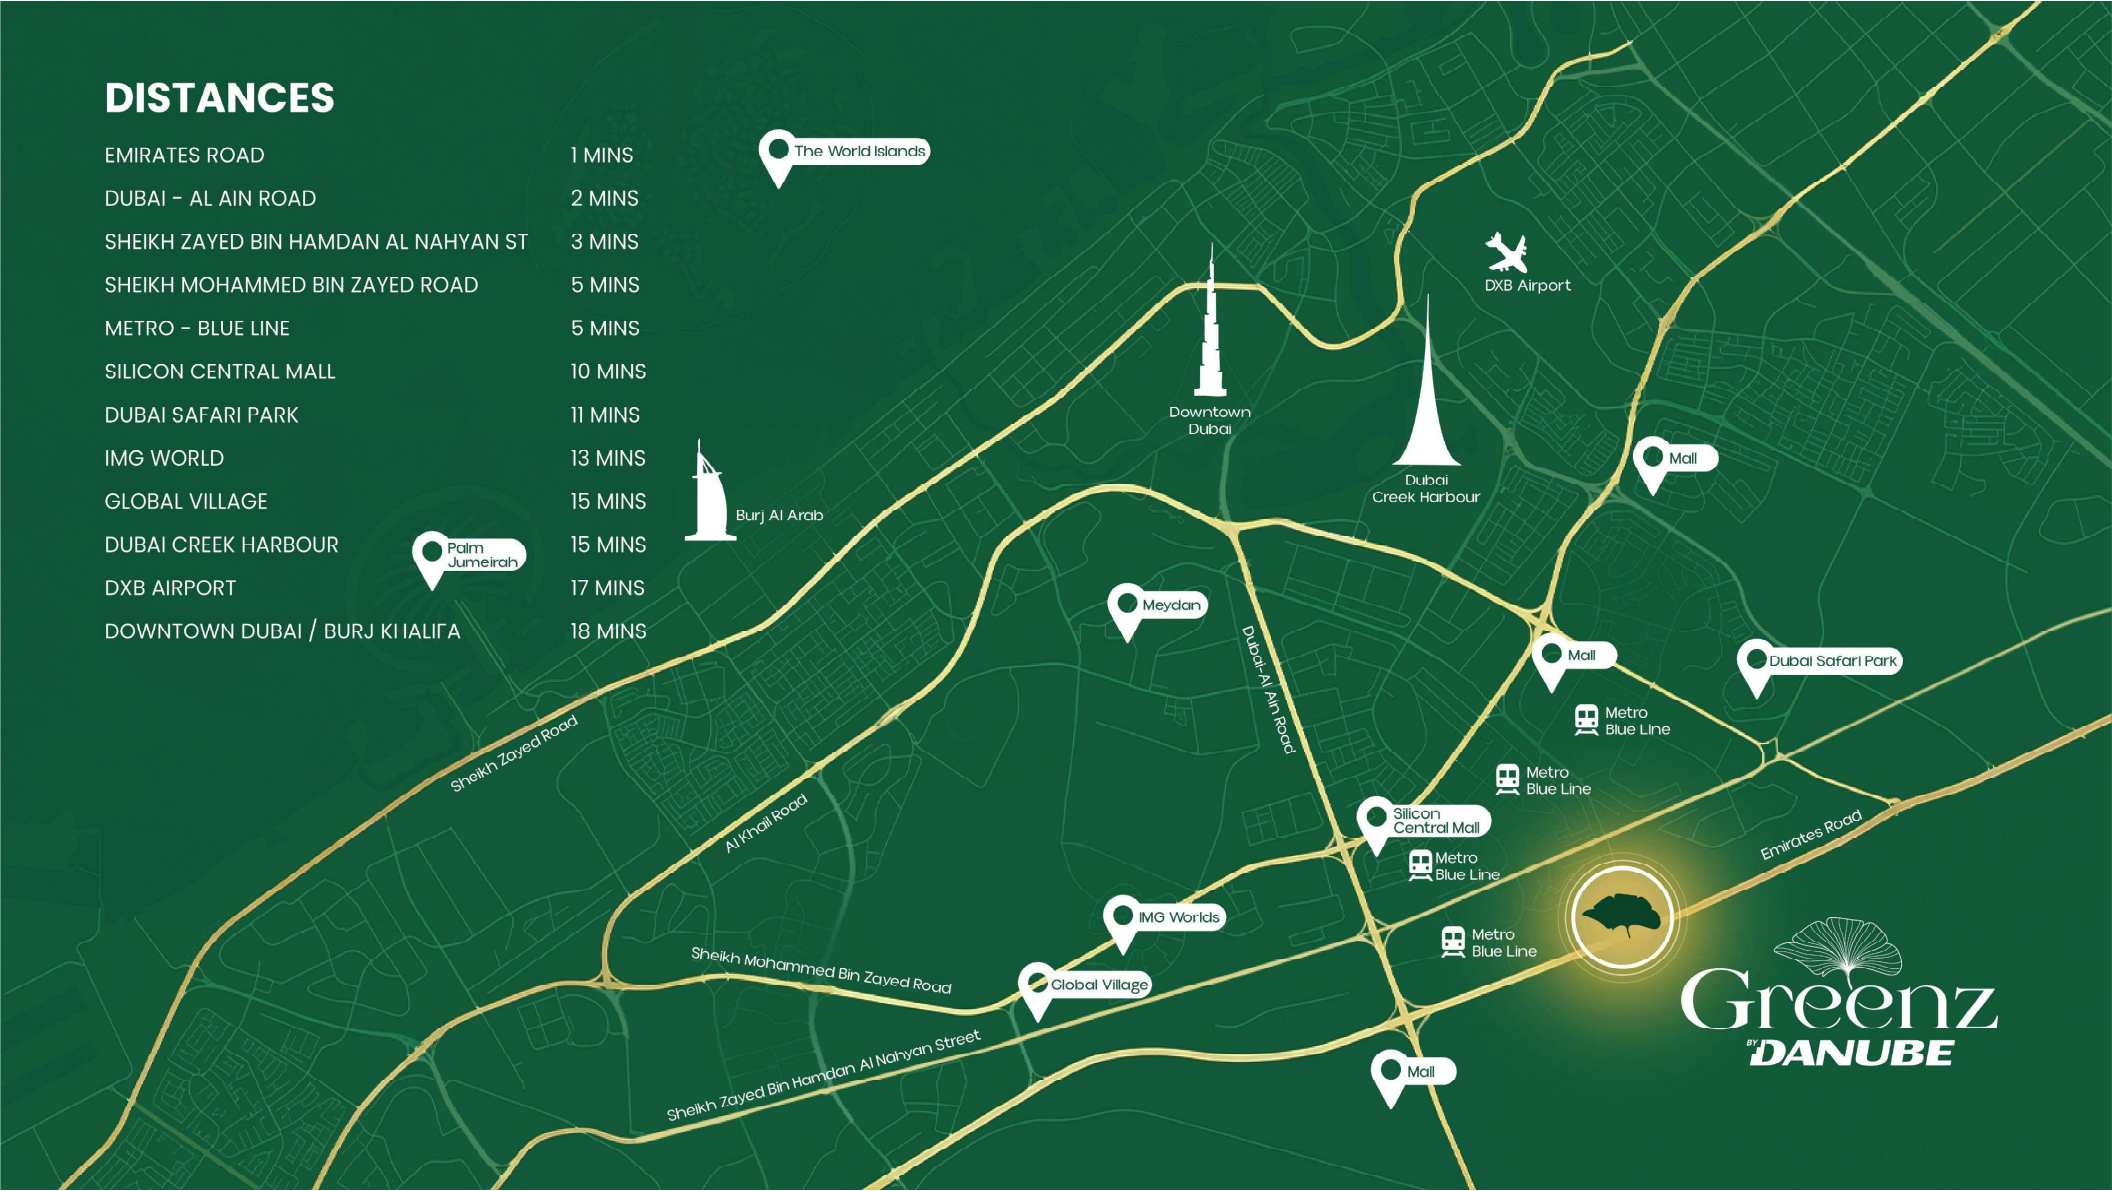 DISTANCES
EMIRATES ROAD 1 MINS
DUBAI - AL AIN ROAD 2 MINS
SHEIKH ZAYED BIN HAMDAN AL NAHYAN ST 3 MINS
SHEIKH MOHAMMED BIN ZAYED ROAD 5 MINS
METRO - BLUE LINE 5 MINS
SILICON CENTRAL MALL 10 MINS
DUBAI SAFARI PARK 11 MINS
IMG WORLD 13 MINS
GLOBAL VILLAGE 15 MINS
DUBAI CREEK HARBOUR 15 MINS
DXB AIRPORT 17 MINS
DOWNTOWN DUBAI / BURJ KHALIFA 18 MINS
The World Islands
DXB Airport
Downtown
Dubai
Dubai
Creek Harbour
Mall
Burj Al Arab
Palm
Jumeirah
Meydan
Mall
Dubai Safari Park
Dubai-Al Ain Road
Metro
Blue Line
Sheikh Zayed Road
Metro
Blue Line
Al Khail Road
Silicon
Central Mall
Emirates Road
Metro
Blue Line
IMG Worlds
Metro
Blue Line
Sheikh Mohammed Bin Zayed Road
Global Village
Sheikh Zayed Bin Hamdan Al Nahyan Street
Mall
Greenz
BY DANUBE